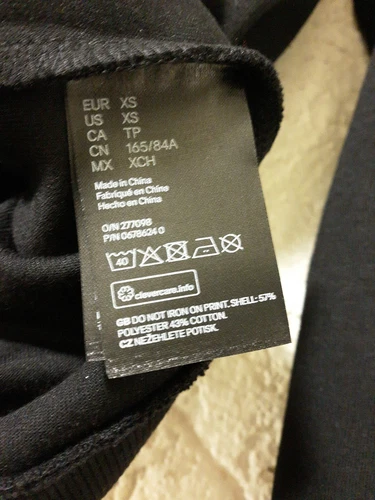 EUR XS
US XS
CA TP
CN 165/84A
MX XCH
Made in China
Fabriqué en Chine
Hecho en China
O/N 277098
P/N 0678624 0
40
clevercare.info
GB DO NOT IRON ON PRINT. SHELL: 57%
POLYESTER 43% COTTON.
CZ NEŽEHLETE POTISK.